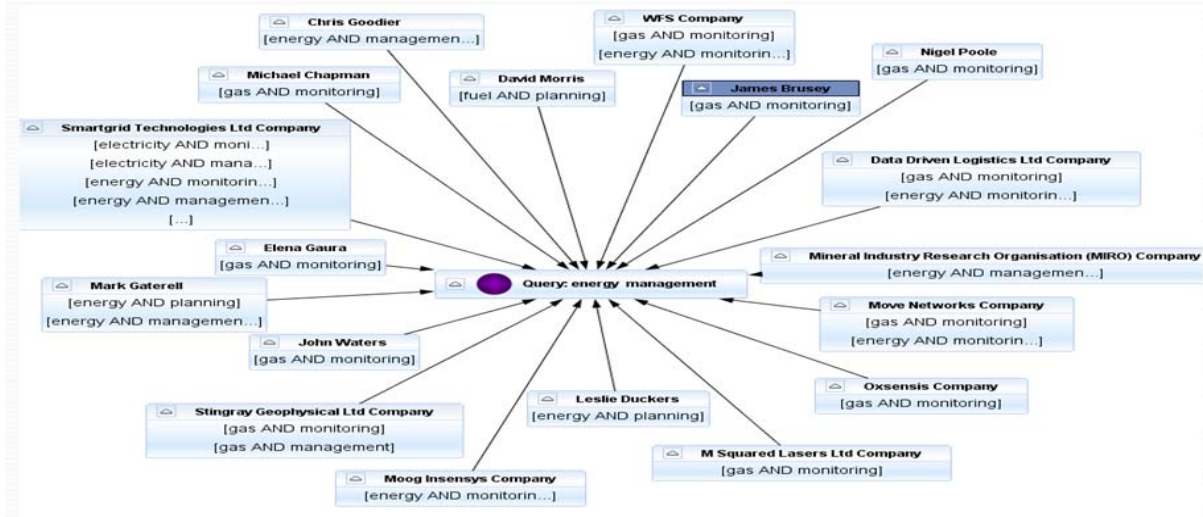 Chris Goodier
[energy AND managemen...]
WFS Company
[gas AND monitoring]
[energy AND monitorin...]
Nigel Poole
[gas AND monitoring]
Michael Chapman
[gas AND monitoring]
David Morris
[fuel AND planning]
James Brusey
[gas AND monitoring]
Smartgrid Technologies Ltd Company
[electricity AND moni...]
[electricity AND mana...]
[energy AND monitorin...]
[energy AND managemen...]
[...]
Data Driven Logistics Ltd Company
[gas AND monitoring]
[energy AND monitorin...]
Elena Gaura
[gas AND monitoring]
Mineral Industry Research Organisation (MIRO) Company
[energy AND managemen...]
Query: energy management
Mark Gaterell
[energy AND planning]
[energy AND managemen...]
Move Networks Company
[gas AND monitoring]
[energy AND monitorin...]
John Waters
[gas AND monitoring]
Oxsensis Company
[gas AND monitoring]
Leslie Duckers
[energy AND planning]
Stingray Geophysical Ltd Company
[gas AND monitoring]
[gas AND management]
M Squared Lasers Ltd Company
[gas AND monitoring]
Moog Insensys Company
[energy AND monitorin...]